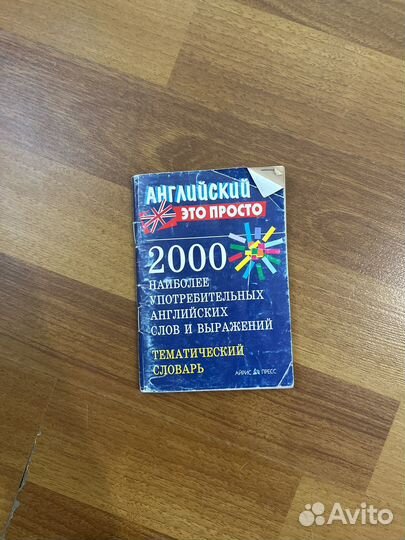 АНГЛИЙСКИЙ
ЭТО ПРОСТО
2000
НАИБОЛЕЕ
УПОТРЕБИТЕЛЬНЫХ
АНГЛИЙСКИХ
СЛОВ И ВЫРАЖЕНИЙ
ТЕМАТИЧЕСКИЙ
СЛОВАРЬ
АЙРИС ПРЕСС
Avito